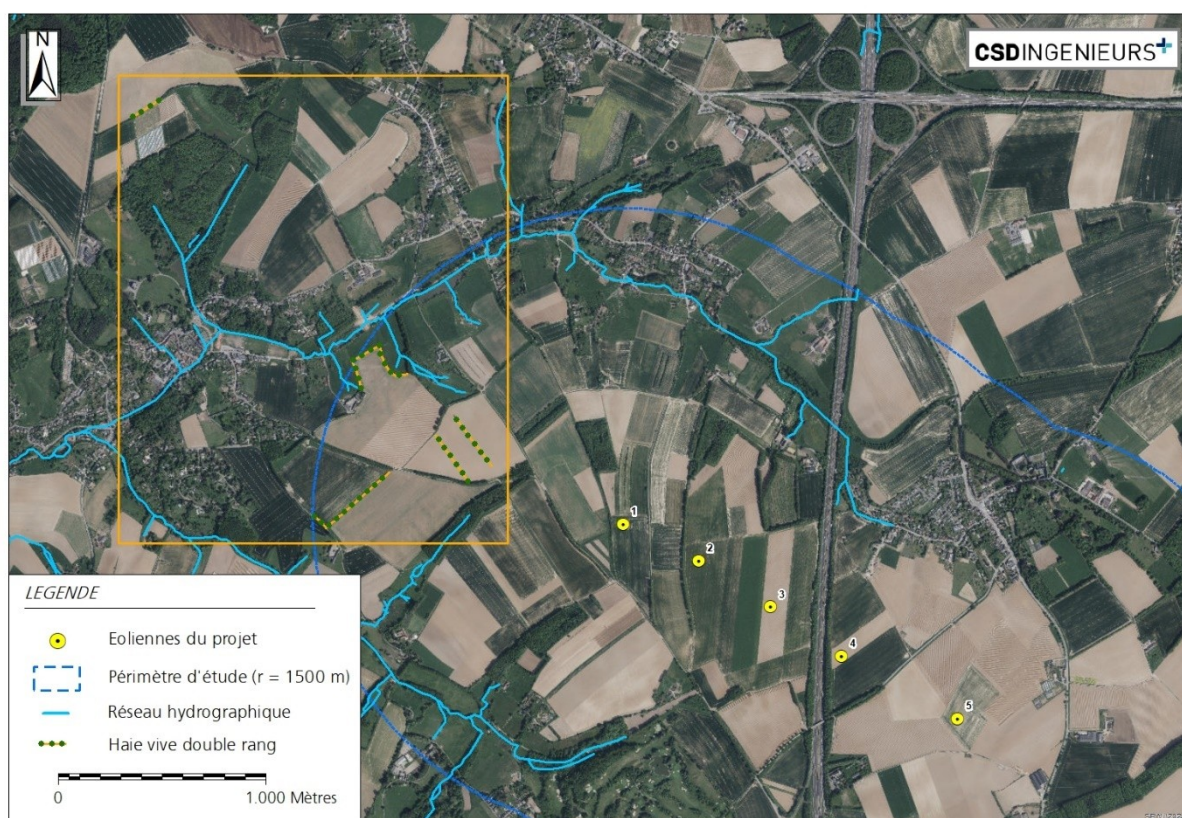 N
CSDINGENIEURS+
1
2
3
4
5
LEGENDE
Eoliennes du projet
Périmètre d'étude (r = 1500 m)
Réseau hydrographique
Haie vive double rang
0 1.000 Mètres